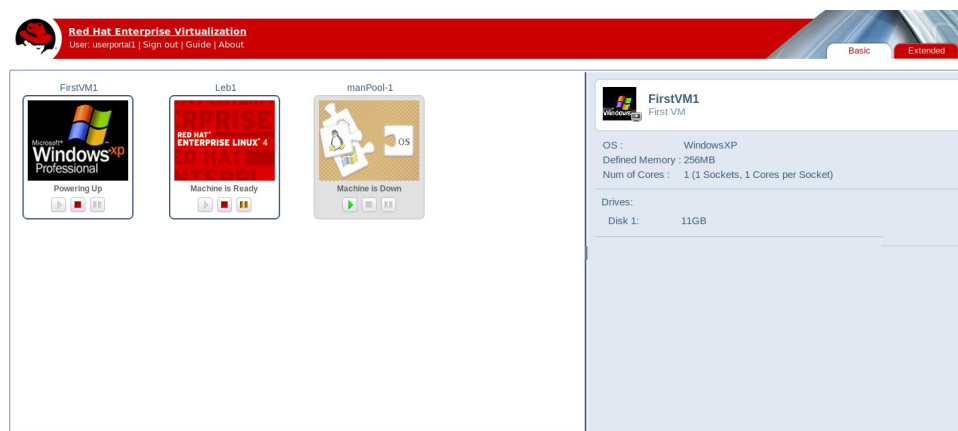 Red Hat Enterprise Virtualization
User: userportal1 | Sign out | Guide | About
Basic
Extended
FirstVM1
Microsoft
Windows xp
Professional
Powering Up
Leb1
RED HAT
ENTERPRISE LINUX 4
Machine is Ready
manPool-1
OS
Machine is Down
Windows
FirstVM1
First VM
OS : WindowsXP
Defined Memory : 256MB
Num of Cores : 1 (1 Sockets, 1 Cores per Socket)
Drives:
Disk 1: 11GB